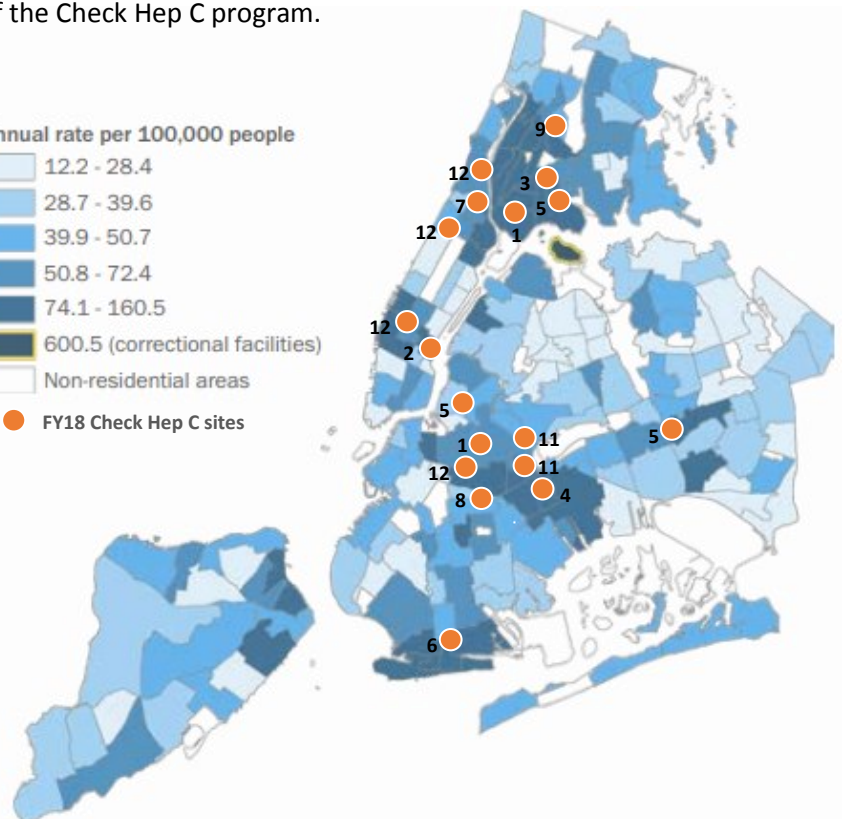 f the Check Hep C program.
nnual rate per 100,000 people
12.2 - 28.4
28.7 - 39.6
39.9 - 50.7
50.8 - 72.4
74.1 - 160.5
600.5 (correctional facilities)
Non-residential areas
FY18 Check Hep C sites
9
12
3
7
5
12
1
12
2
5
1
11
5
12
11
8
4
6